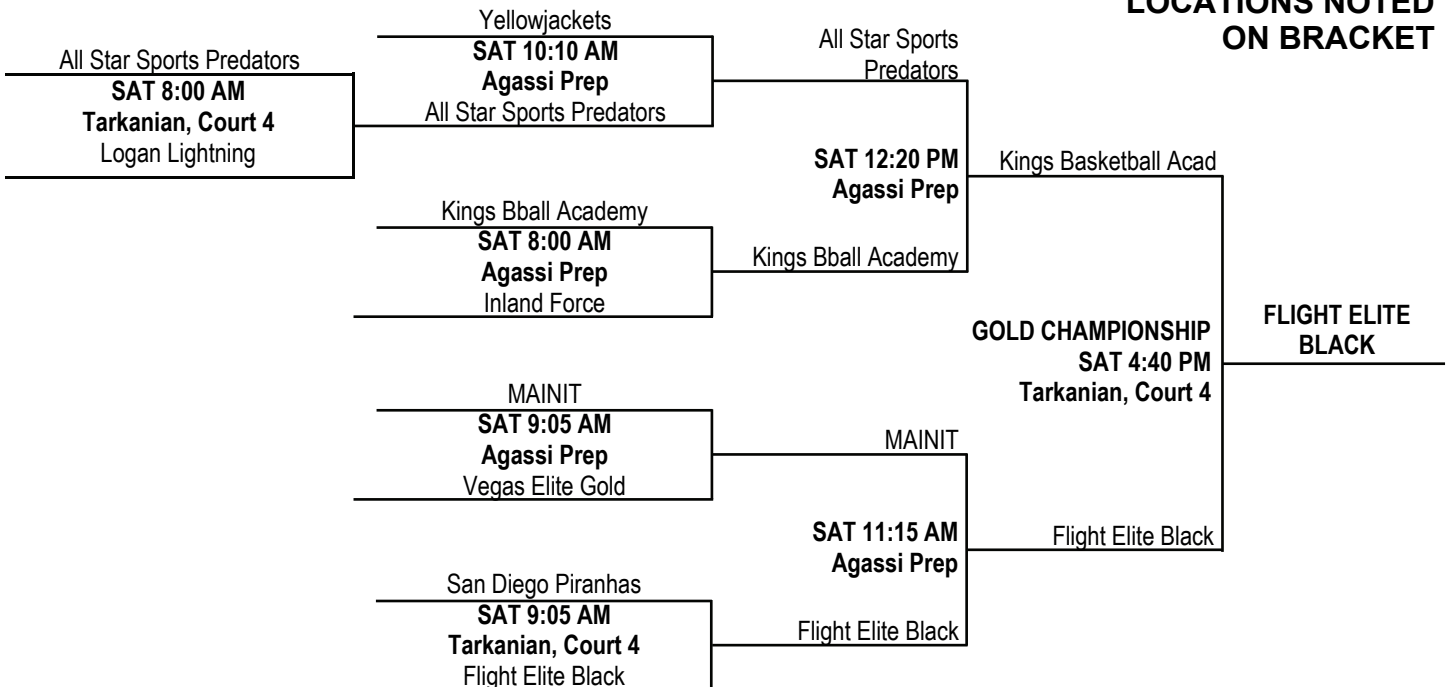 LOCATIONS NOTED
ON BRACKET
All Star Sports Predators
SAT 8:00 AM
Tarkanian, Court 4
Logan Lightning
Yellowjackets
SAT 10:10 AM
Agassi Prep
All Star Sports Predators
Kings Bball Academy
SAT 8:00 AM
Agassi Prep
Inland Force
MAINIT
SAT 9:05 AM
Agassi Prep
Vegas Elite Gold
San Diego Piranhas
SAT 9:05 AM
Tarkanian, Court 4
Flight Elite Black
All Star Sports
Predators
SAT 12:20 PM
Agassi Prep
Kings Bball Academy
MAINIT
SAT 11:15 AM
Agassi Prep
Flight Elite Black
Kings Basketball Acad
GOLD CHAMPIONSHIP
SAT 4:40 PM
Tarkanian, Court 4
Flight Elite Black
FLIGHT ELITE
BLACK